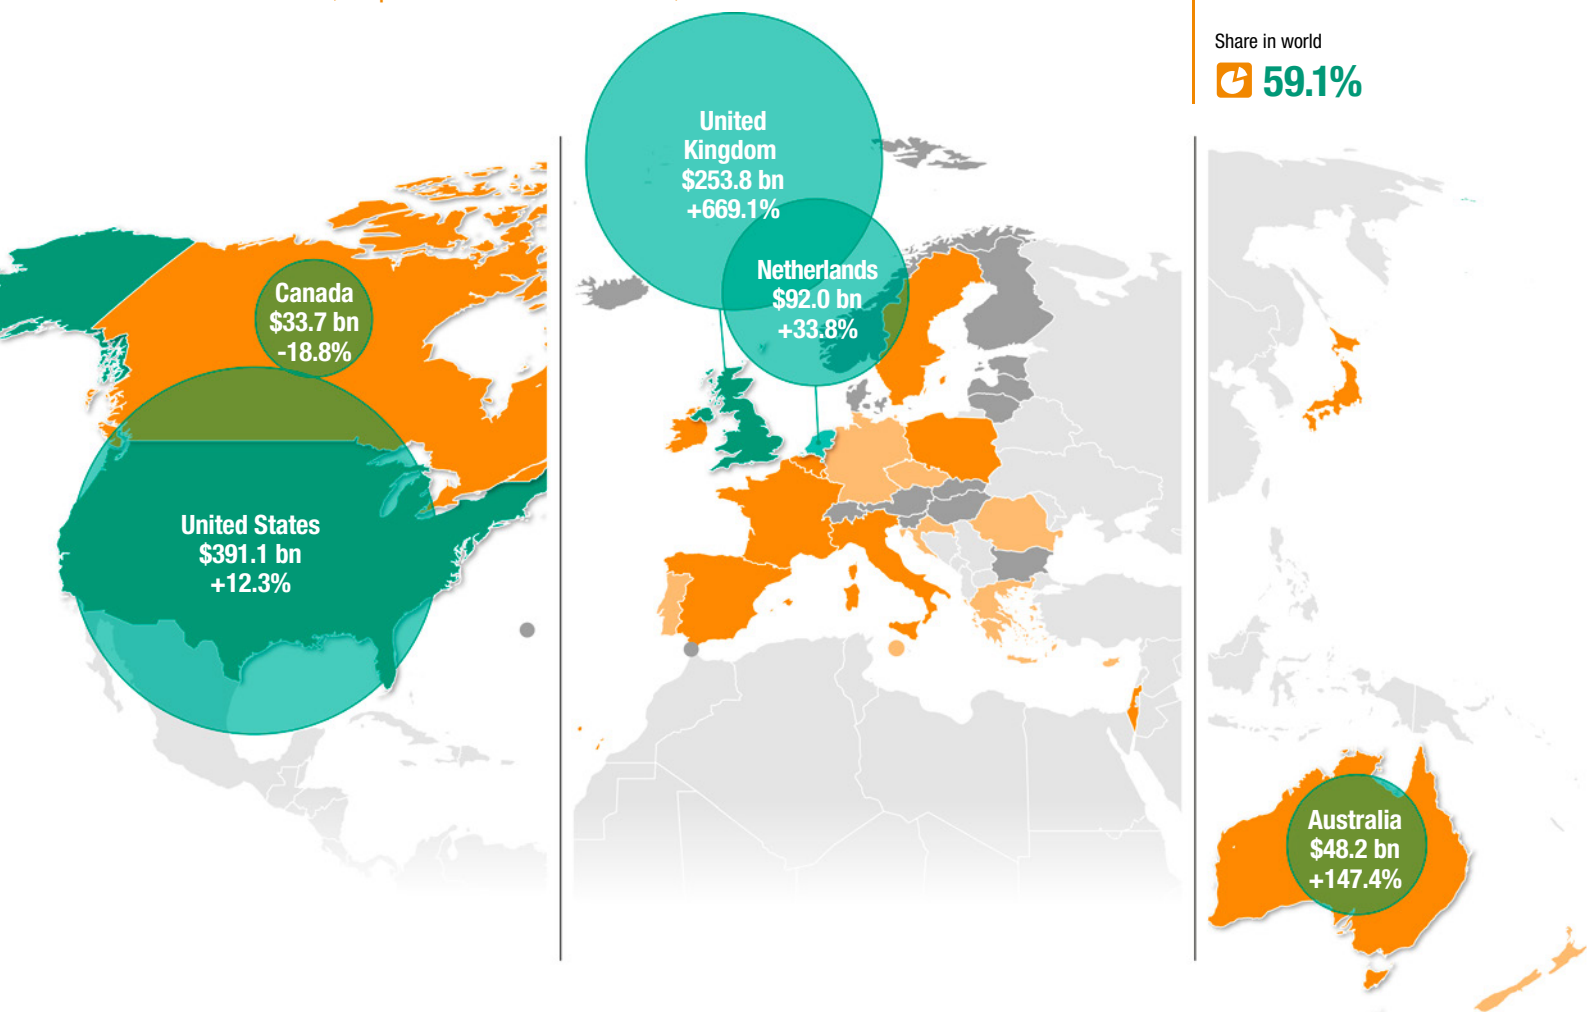 Share in world
59.1%
United
Kingdom
$253.8 bn
+669.1%
Netherlands
$92.0 bn
+33.8%
Canada
$33.7 bn
-18.8%
United States
$391.1 bn
+12.3%
Australia
$48.2 bn
+147.4%